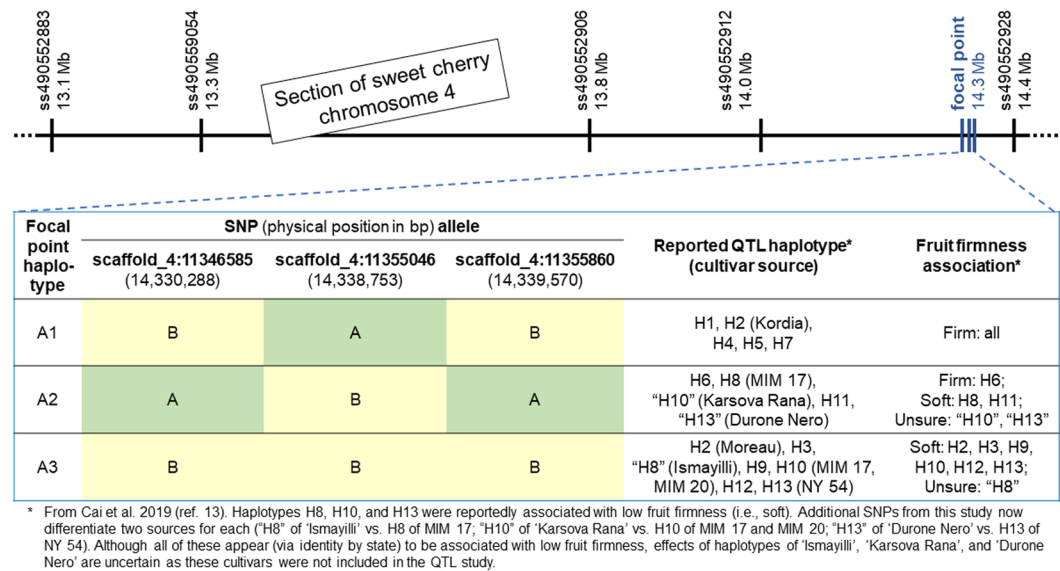 ss490552883
13.1 Mb
ss490559054
13.3 Mb
Section of sweet cherry
chromosome 4
ss490552906
13.8 Mb
ss490552912
14.0 Mb
focal point
14.3 Mb
ss490552928
14.4 Mb
Focal
point
haplo-
type
SNP (physical position in bp) allele
scaffold_4:11346585
(14,330,288)
scaffold_4:11355046
(14,338,753)
scaffold_4:11355860
(14,339,570)
Reported QTL haplotype*
(cultivar source)
Fruit firmness
association*
A1
B
A
B
H1, H2 (Kordia),
H4, H5, H7
Firm: all
A2
A
B
A
H6, H8 (MIM 17),
“H10” (Karsova Rana), H11,
“H13” (Durone Nero)
Firm: H6;
Soft: H8, H11;
Unsure: “H10”, “H13”
A3
B
B
B
H2 (Moreau), H3,
“H8” (Ismayilli), H9, H10 (MIM 17,
MIM 20), H12, H13 (NY 54)
Soft: H2, H3, H9,
H10, H12, H13;
Unsure: “H8”
* From Cai et al. 2019 (ref. 13). Haplotypes H8, H10, and H13 were reportedly associated with low fruit firmness (i.e., soft). Additional SNPs from this study now
differentiate two sources for each (“H8” of ‘Ismayilli’ vs. H8 of MIM 17; “H10” of ‘Karsova Rana’ vs. H10 of MIM 17 and MIM 20; “H13” of ‘Durone Nero’ vs. H13 of
NY 54). Although all of these appear (via identity by state) to be associated with low fruit firmness, effects of haplotypes of ‘Ismayilli’, ‘Karsova Rana’, and ‘Durone
Nero’ are uncertain as these cultivars were not included in the QTL study.